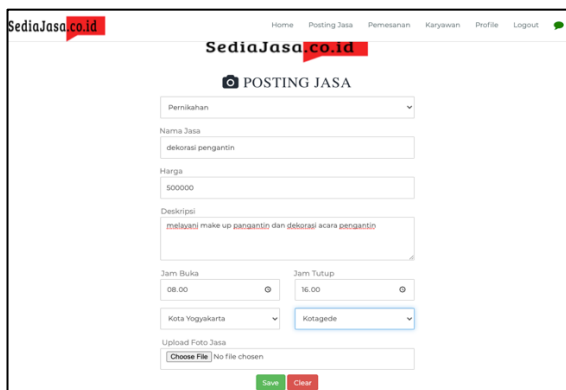 SediaJasa.co.id
Home Posting Jasa Pemesanan Karyawan Profile Logout
SediaJasa.co.id
POSTING JASA
Pernikahan
Nama Jasa
dekorasi pengantin
Harga
500000
Deskripsi
melayani make up pangantin dan dekorasi acara pengantin
Jam Buka Jam Tutup
08.00 16.00
Kota Yogyakarta Kotagede
Upload Foto Jasa
Choose File No file chosen
Save Clear